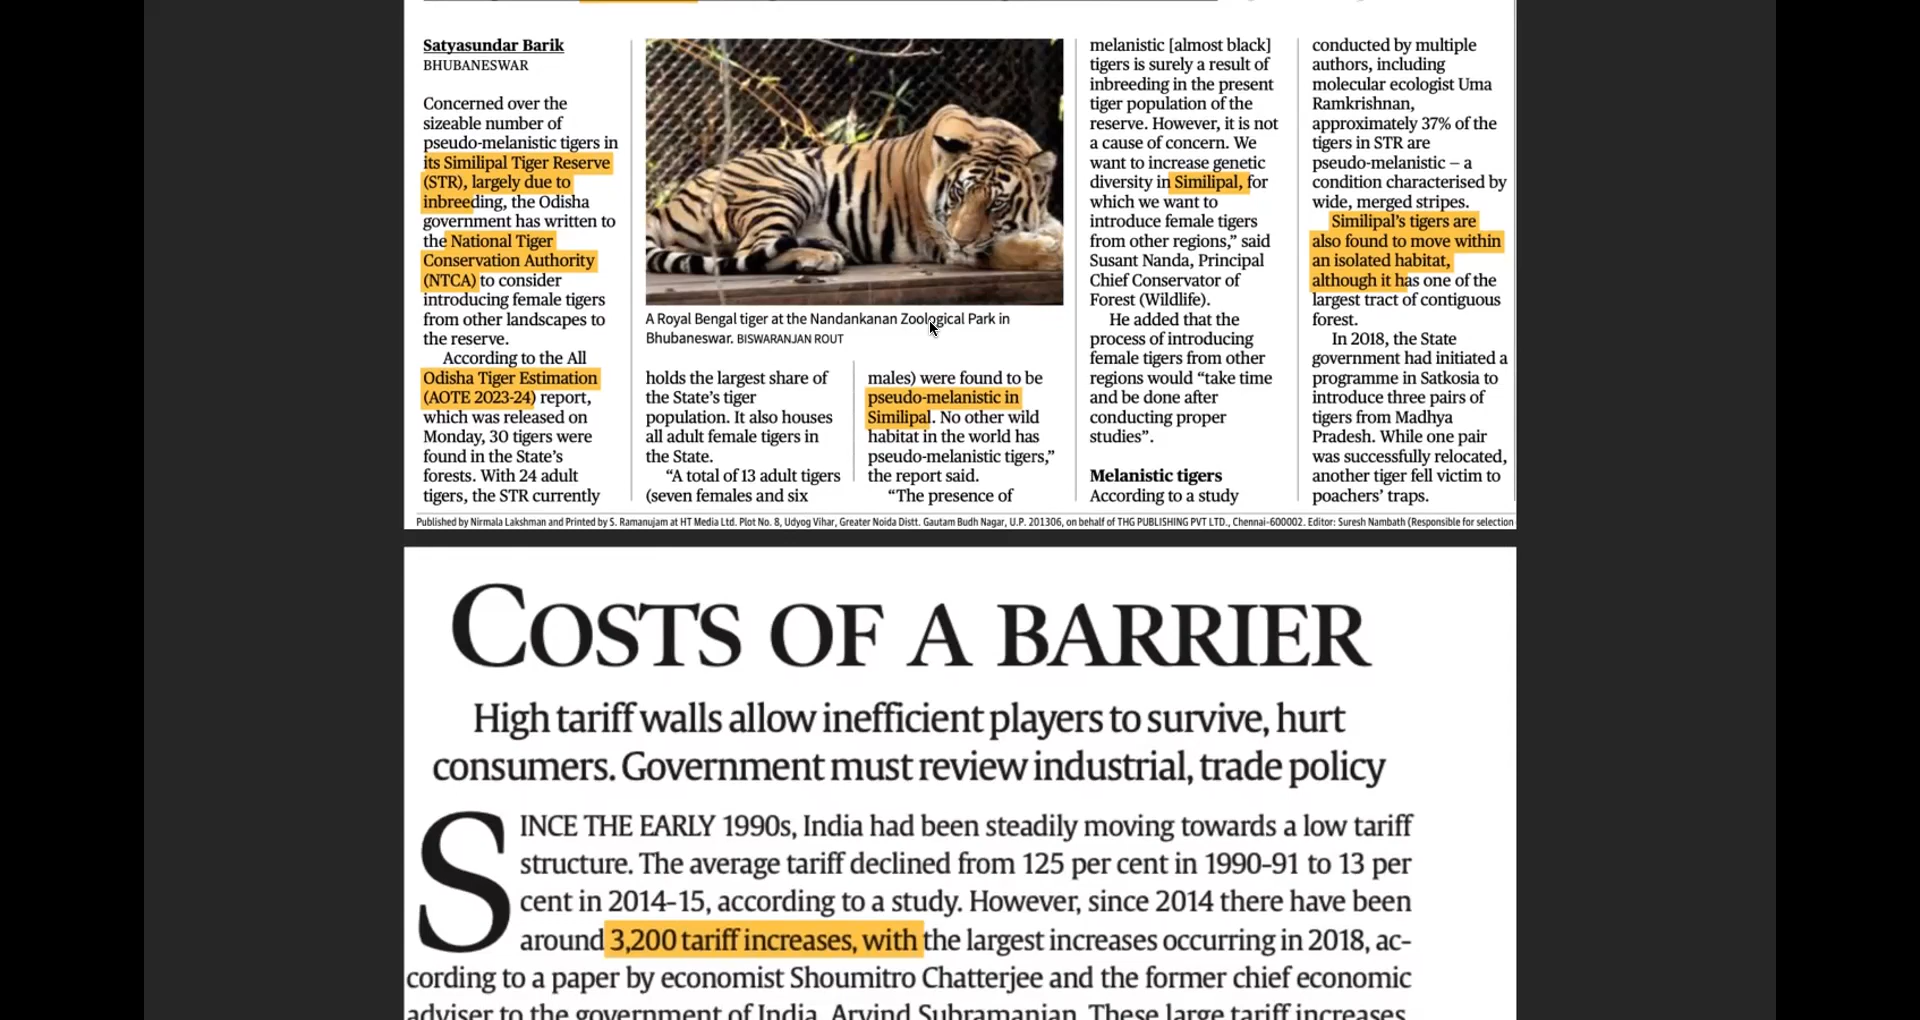 Satyasundar Barik
BHUBANESWAR
Concerned over the
sizeable number of
pseudo-melanistic tigers in
its Similipal Tiger Reserve
(STR), largely due to
inbreeding, the Odisha
government has written to
the National Tiger
Conservation Authority
(NTCA) to consider
introducing female tigers
from other landscapes to
the reserve.
According to the All
Odisha Tiger Estimation
(AOTE 2023-24) report,
which was released on
Monday, 30 tigers were
found in the State’s
forests. With 24 adult
tigers, the STR currently
A Royal Bengal tiger at the Nandankanan Zoological Park in
Bhubaneswar. BISWARANJAN ROUT
holds the largest share of
the State’s tiger
population. It also houses
all adult female tigers in
the State.
“A total of 13 adult tigers
(seven females and six
males) were found to be
pseudo-melanistic in
Similipal. No other wild
habitat in the world has
pseudo-melanistic tigers,”
the report said.
“The presence of
melanistic [almost black]
tigers is surely a result of
inbreeding in the present
tiger population of the
reserve. However, it is not
a cause of concern. We
want to increase genetic
diversity in Similipal, for
which we want to
introduce female tigers
from other regions,” said
Susant Nanda, Principal
Chief Conservator of
Forest (Wildlife).
He added that the
process of introducing
female tigers from other
regions would “take time
and be done after
conducting proper
studies”.
Melanistic tigers
According to a study
conducted by multiple
authors, including
molecular ecologist Uma
Ramkrishnan,
approximately 37% of the
tigers in STR are
pseudo-melanistic – a
condition characterised by
wide, merged stripes.
Similipal’s tigers are
also found to move within
an isolated habitat,
although it has one of the
largest tract of contiguous
forest.
In 2018, the State
government had initiated a
programme in Satkosia to
introduce three pairs of
tigers from Madhya
Pradesh. While one pair
was successfully relocated,
another tiger fell victim to
poachers’ traps.
Published by Nirmala Lakshman and Printed by S. Ramanujam at HT Media Ltd. Plot No. 8, Udyog Vihar, Greater Noida Distt. Gautam Budh Nagar, U.P. 201306, on behalf of THG PUBLISHING PVT LTD., Chennai-600002. Editor: Suresh Nambath (Responsible for selection
COSTS OF A BARRIER
High tariff walls allow inefficient players to survive, hurt
consumers. Government must review industrial, trade policy
SINCE THE EARLY 1990s, India had been steadily moving towards a low tariff
structure. The average tariff declined from 125 per cent in 1990-91 to 13 per
cent in 2014-15, according to a study. However, since 2014 there have been
around 3,200 tariff increases, with the largest increases occurring in 2018, ac-
cording to a paper by economist Shoumitro Chatterjee and the former chief economic
adviser to the government of India, Arvind Subramanian. These large tariff increases,